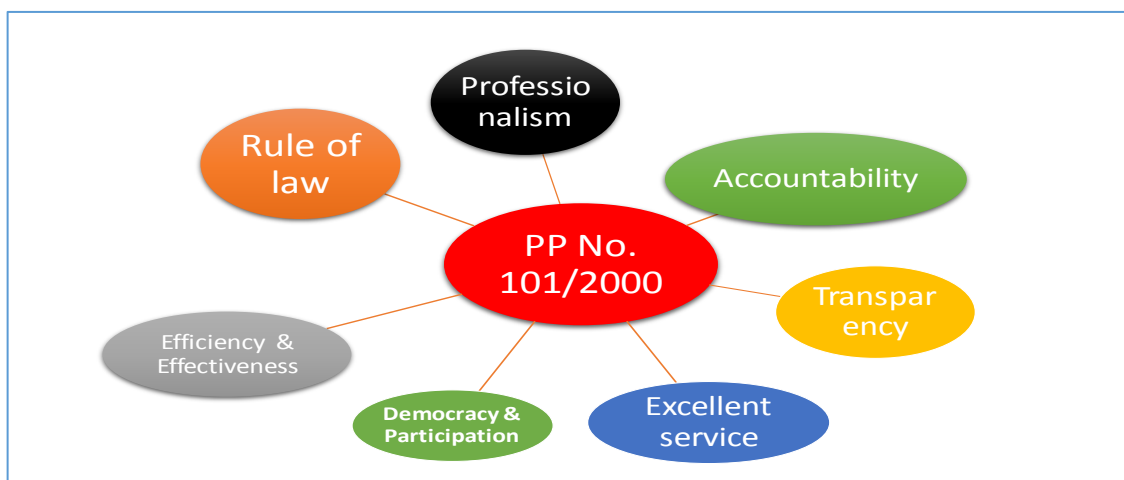 Professio
nalism
Rule of
law
Accountability
PP No.
101/2000
Transpar
ency
Efficiency &
Effectiveness
Democracy &
Participation
Excellent
service